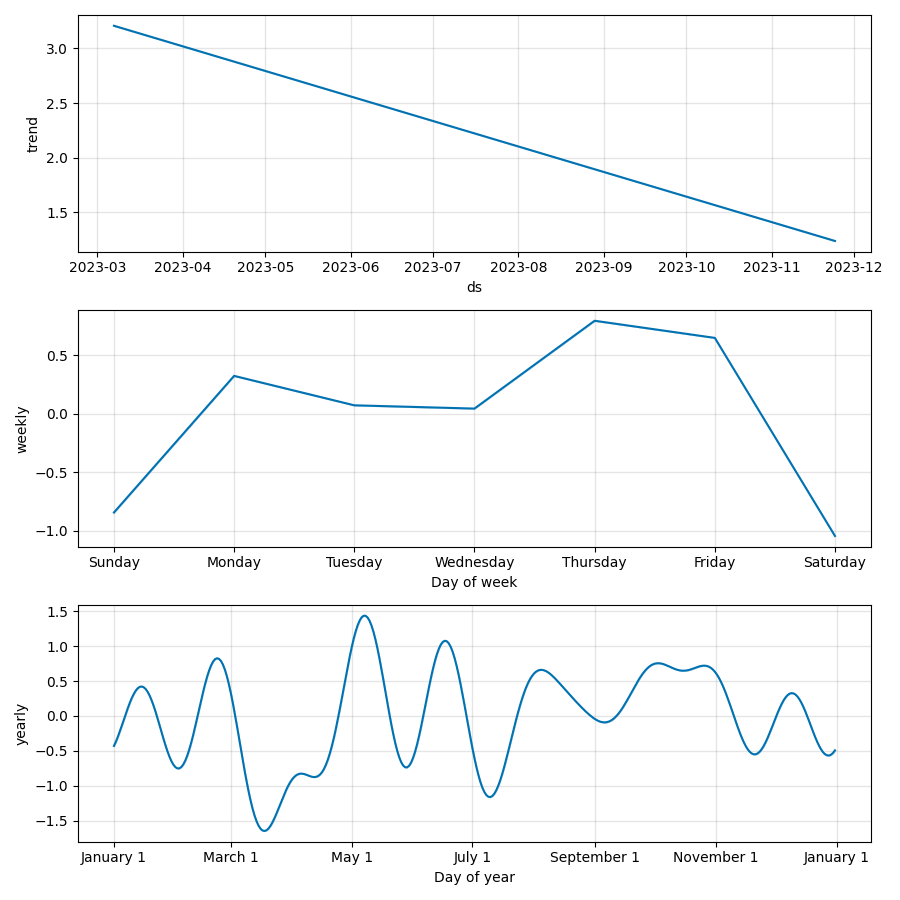 trend
3.0
2.5
2.0
1.5
2023-03 2023-04 2023-05 2023-06 2023-07 2023-08 2023-09 2023-10 2023-11 2023-12
ds
weekly
0.5
0.0
−0.5
−1.0
Sunday Monday Tuesday Wednesday Thursday Friday Saturday
Day of week
yearly
1.5
1.0
0.5
0.0
−0.5
−1.0
−1.5
January 1 March 1 May 1 July 1 September 1 November 1 January 1
Day of year